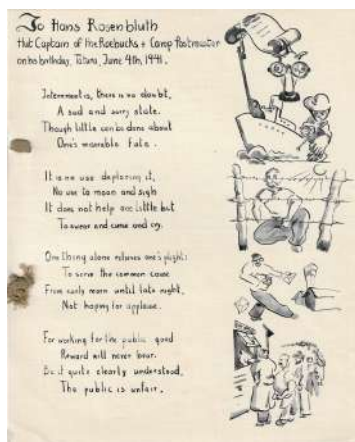 To Hans Rosenbluth
Hut Captain of the Roebucks + Camp Postmaster
on his birthday, Tatura, June 4th, 1941.
Internment is, there is no doubt,
A sad and sorry state.
Though little can be done about
One's miserable Fate.
It is no use deploring it,
No use to moan and sigh
It does not help one little bit
To swear and curse and cry.
One thing alone relieves one's plight:
To serve the common cause
From early morn until late night,
Not hoping for applause.
For working for the public good
Reward will never bear.
Be it quite clearly understood,
The public is unfair.